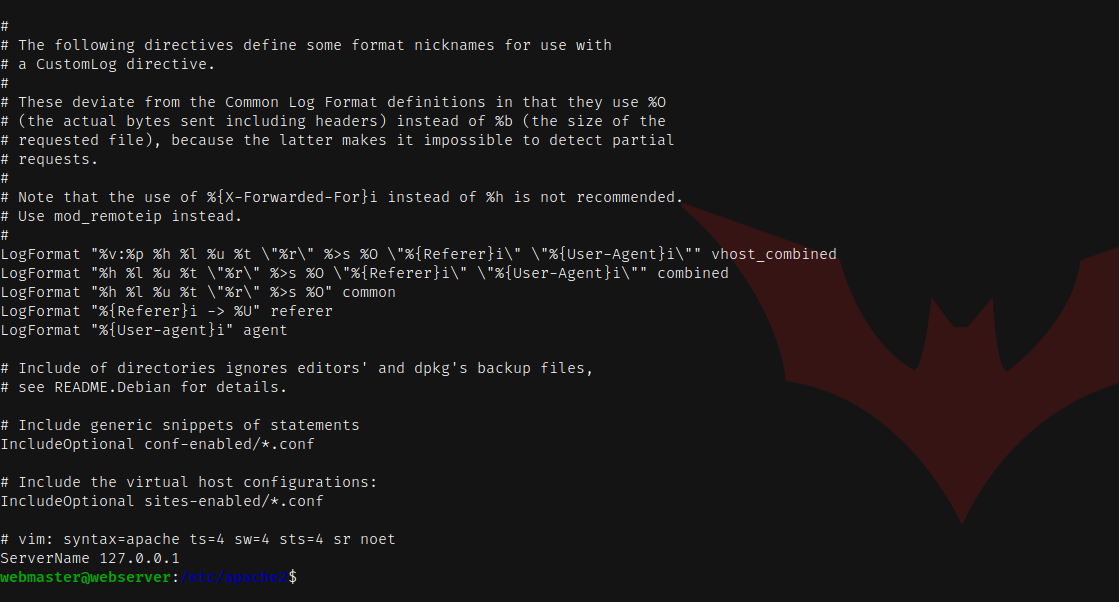 #
# The following directives define some format nicknames for use with
# a CustomLog directive.
#
# These deviate from the Common Log Format definitions in that they use %O
# (the actual bytes sent including headers) instead of %b (the size of the
# requested file), because the latter makes it impossible to detect partial
# requests.
#
# Note that the use of %{X-Forwarded-For}i instead of %h is not recommended.
# Use mod_remoteip instead.
#
LogFormat "%v:%p %h %l %u %t \"%r\" %>s %O \"%{Referer}i\" \"%{User-Agent}i\"" vhost_combined
LogFormat "%h %l %u %t \"%r\" %>s %O \"%{Referer}i\" \"%{User-Agent}i\"" combined
LogFormat "%h %l %u %t \"%r\" %>s %O" common
LogFormat "%{Referer}i -> %U" referer
LogFormat "%{User-agent}i" agent
# Include of directories ignores editors' and dpkg's backup files,
# see README.Debian for details.
# Include generic snippets of statements
IncludeOptional conf-enabled/*.conf
# Include the virtual host configurations:
IncludeOptional sites-enabled/*.conf
# vim: syntax=apache ts=4 sw=4 sts=4 sr noet
ServerName 127.0.0.1
webmaster@webserver:/etc/apache2$